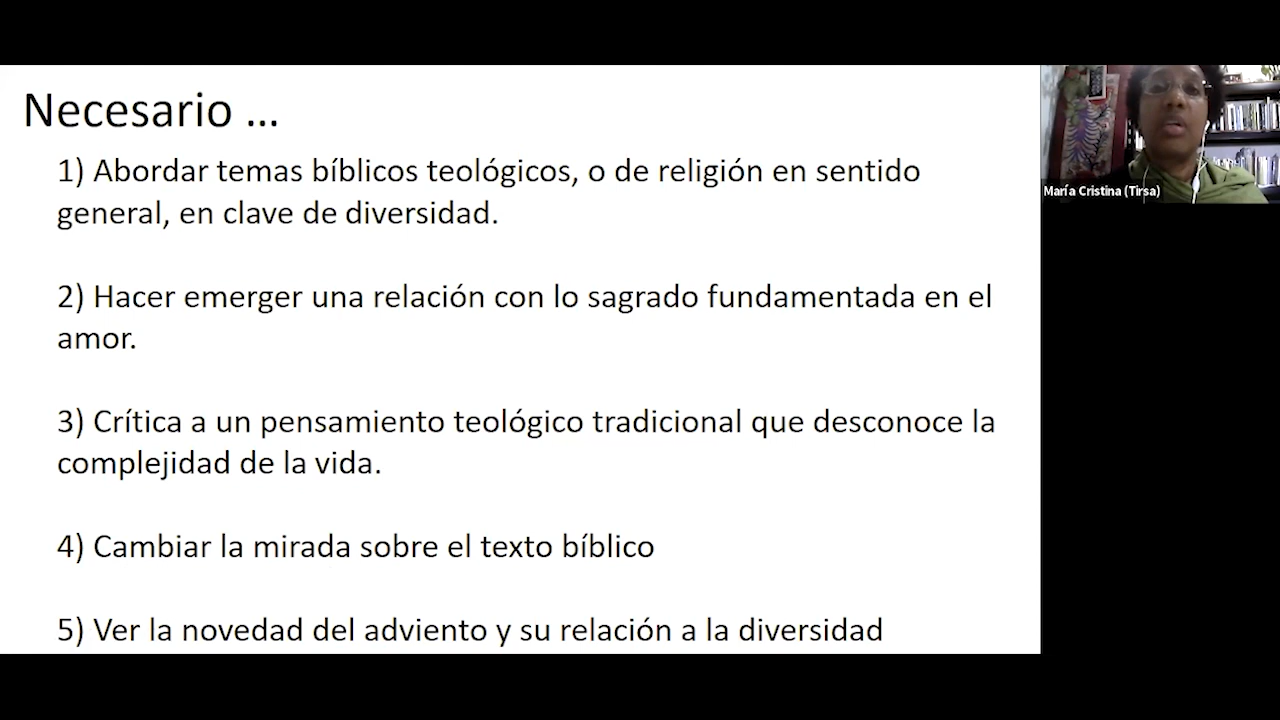 Necesario ...
1) Abordar temas bíblicos teológicos, o de religión en sentido
general, en clave de diversidad.
2) Hacer emerger una relación con lo sagrado fundamentada en el
amor.
3) Crítica a un pensamiento teológico tradicional que desconoce la
complejidad de la vida.
4) Cambiar la mirada sobre el texto bíblico
5) Ver la novedad del adviento y su relación a la diversidad
María Cristina (Tirsa)